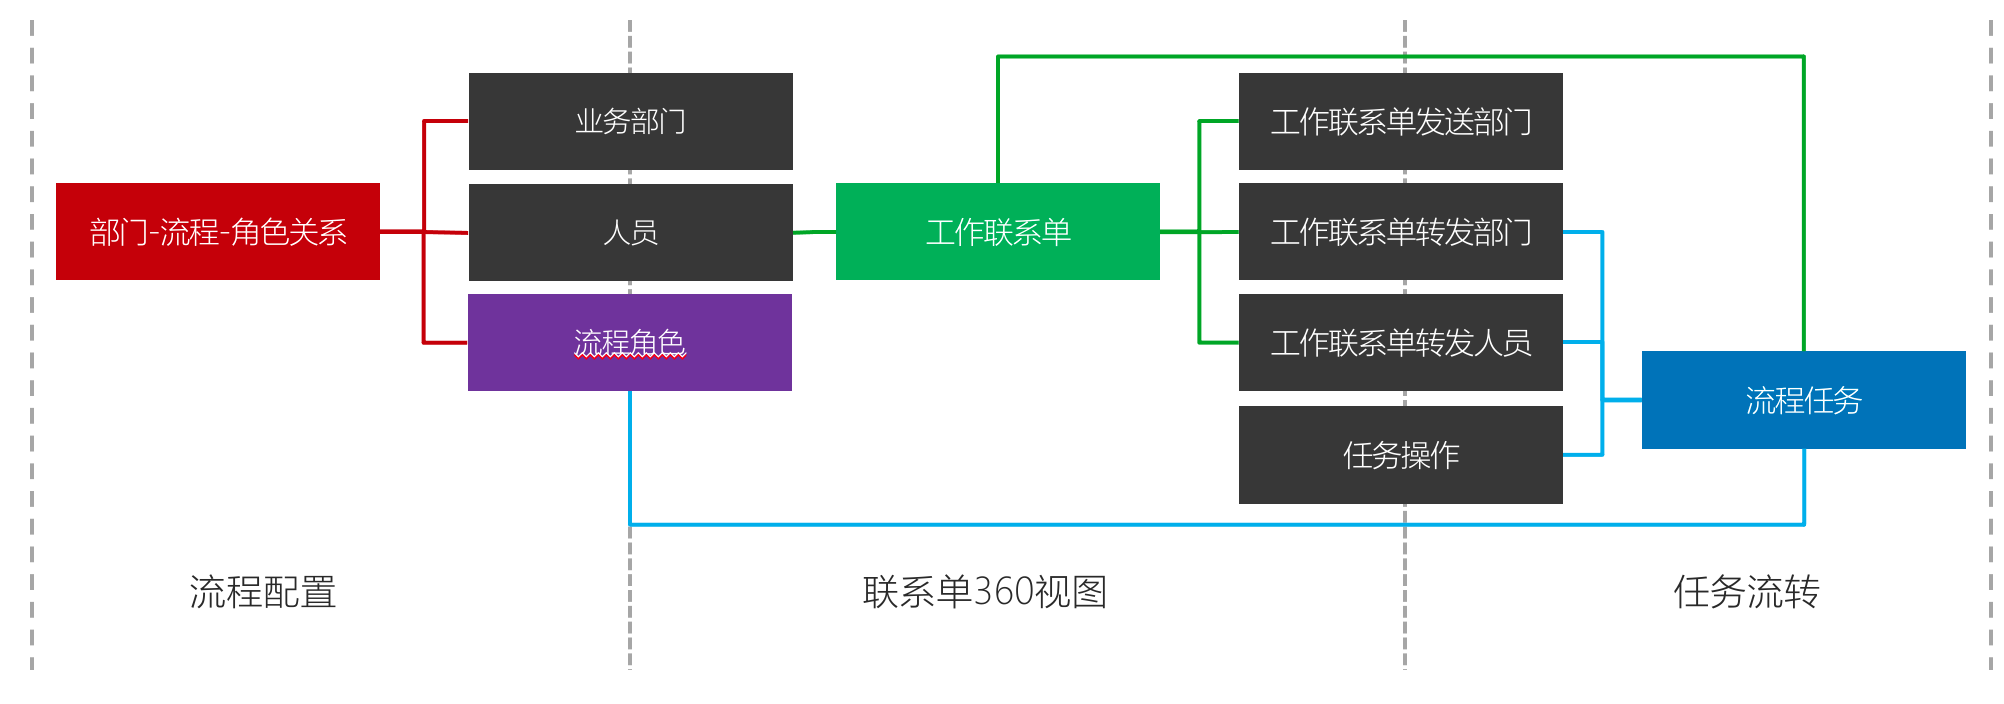 业务部门
工作联系单发送部门
部门-流程-角色关系
人员
工作联系单
工作联系单转发部门
流程角色
工作联系单转发人员
流程任务
任务操作
流程配置
联系单360视图
任务流转